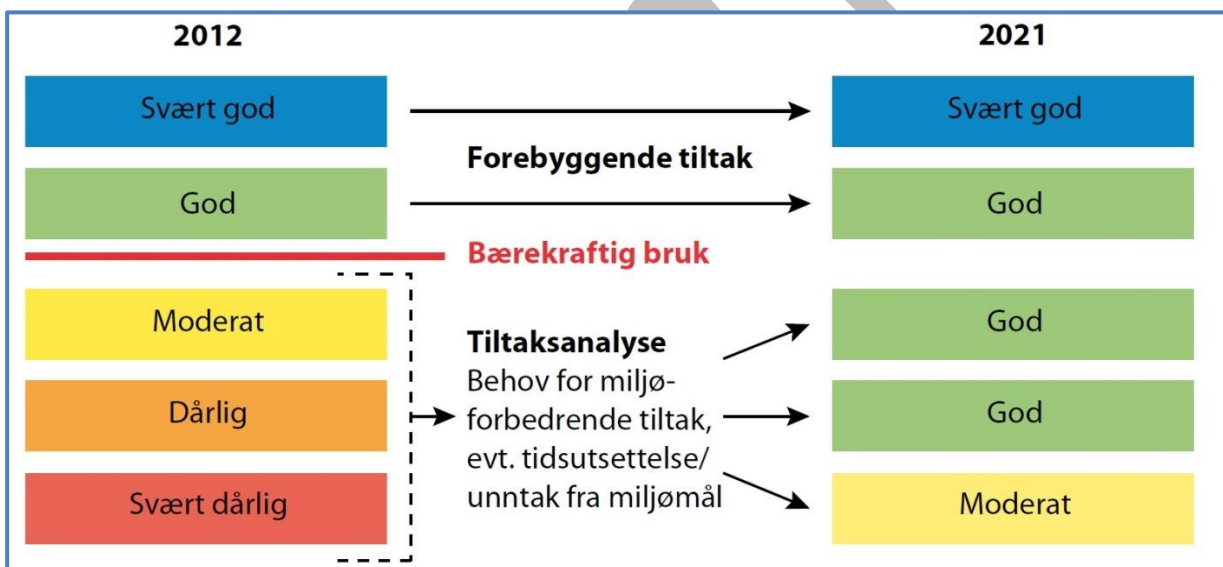 2012
2021
Svært god
Svært god
Forebyggende tiltak
God
God
Bærekraftig bruk
Moderat
God
Tiltaksanalyse
Behov for miljø-
forbedrende tiltak,
evt. tidsutsettelse/
unntak fra miljømål
Dårlig
God
Svært dårlig
Moderat